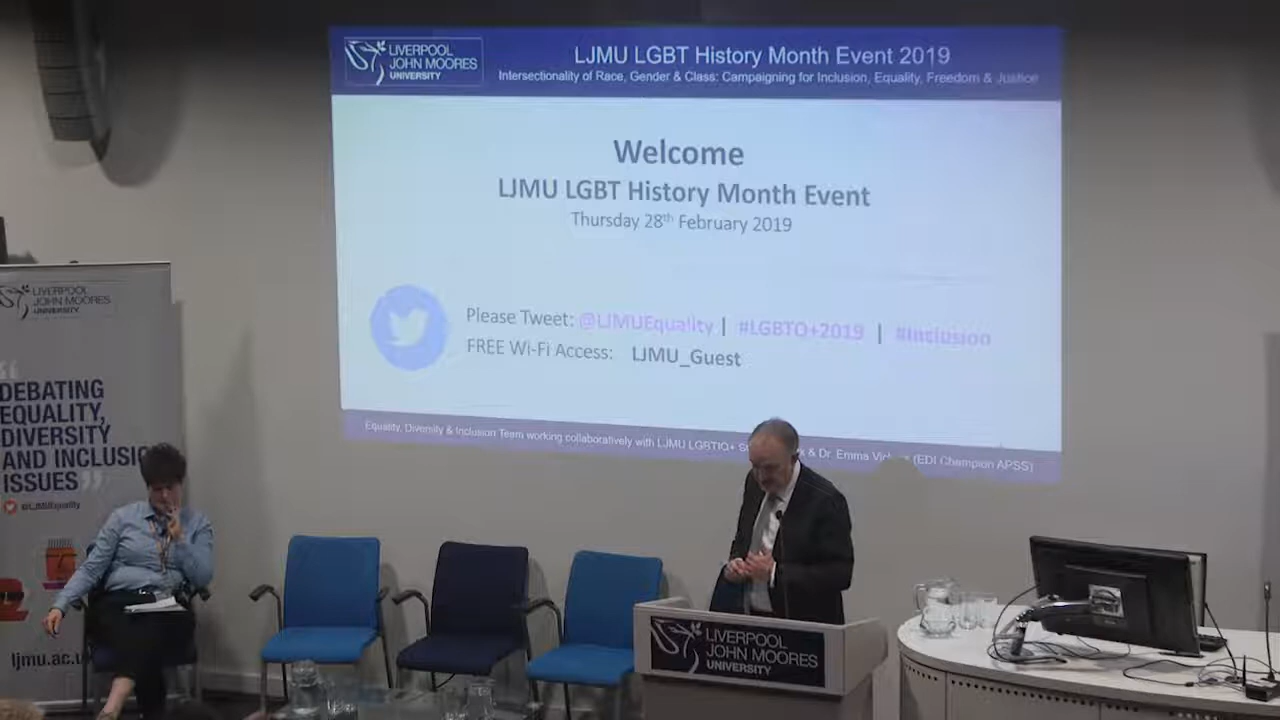 LIVERPOOL
JOHN MOORES
UNIVERSITY
LJMU LGBT History Month Event 2019
Intersectionality of Race, Gender & Class: Campaigning for Inclusion, Equality, Freedom & Justice
Welcome
LJMU LGBT History Month Event
Thursday 28th February 2019
Please Tweet: @LJMUEquality | #LGBTQ+2019 | #Inclusion
FREE Wi-Fi Access: LJMU_Guest
Equality, Diversity & Inclusion Team working collaboratively with LJMU LGBTIQ+ & Dr. Emma (EDI Champion APSS)
LIVERPOOL
JOHN MOORES
UNIVERSITY
“
DEBATING
EQUALITY,
DIVERSITY
AND INCLUSIO
ISSUES”
@LJMUEquality
ljmu.ac.u
LIVERPOOL
JOHN MOORES
UNIVERSITY